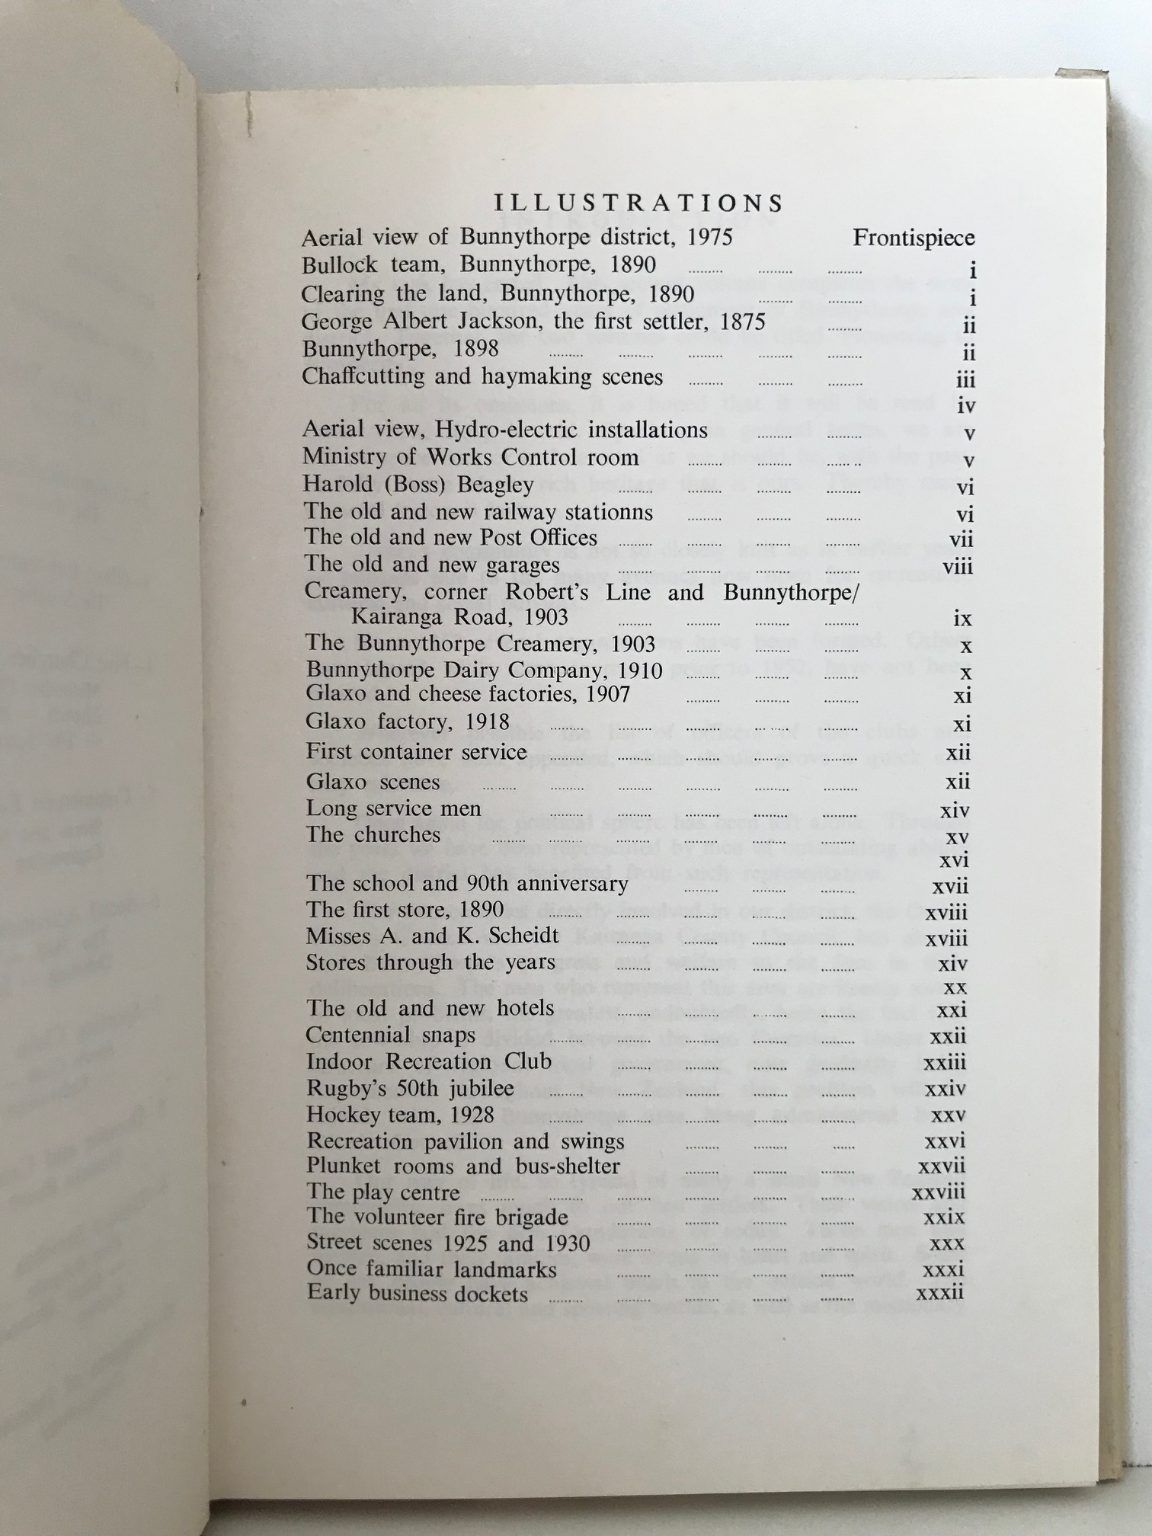 ILLUSTRATIONS
Aerial view of Bunnythorpe district, 1975 Frontispiece
Bullock team, Bunnythorpe, 1890 ......... ......... ......... i
Clearing the land, Bunnythorpe, 1890 ......... ......... i
George Albert Jackson, the first settler, 1875 ......... ii
Bunnythorpe, 1898 ......... ......... ......... ......... ......... ii
Chaffcutting and haymaking scenes ......... ......... ......... iii
iv
Aerial view, Hydro-electric installations ......... ......... v
Ministry of Works Control room ......... ......... ......... v
Harold (Boss) Beagley ......... ......... ......... ......... vi
The old and new railway stationns ......... ......... ......... vi
The old and new Post Offices ......... ......... ......... ......... vii
The old and new garages ......... ......... ......... ......... viii
Creamery, corner Robert's Line and Bunnythorpe/
Kairanga Road, 1903 ......... ......... ......... ......... ix
The Bunnythorpe Creamery, 1903 ......... ......... ......... x
Bunnythorpe Dairy Company, 1910 ......... ......... ......... x
Glaxo and cheese factories, 1907 ......... ......... ......... xi
Glaxo factory, 1918 ......... ......... ......... ......... ......... xi
First container service ......... ......... ......... ......... xii
Glaxo scenes ......... ......... ......... ......... ......... ......... xii
Long service men ......... ......... ......... ......... ......... xiv
The churches ......... ......... ......... ......... ......... ......... xv
xvi
The school and 90th anniversary ......... ......... ......... xvii
The first store, 1890 ......... ......... ......... ......... ......... xviii
Misses A. and K. Scheidt ......... ......... ......... ......... xviii
Stores through the years ......... ......... ......... ......... xiv
xx
The old and new hotels ......... ......... ......... ......... xxi
Centennial snaps ......... ......... ......... ......... ......... xxii
Indoor Recreation Club ......... ......... ......... ......... xxiii
Rugby's 50th jubilee ......... ......... ......... ......... ......... xxiv
Hockey team, 1928 ......... ......... ......... ......... ......... xxv
Recreation pavilion and swings ......... ......... ...... xxvi
Plunket rooms and bus-shelter ......... ......... ......... xxvii
The play centre ......... ......... ......... ......... ......... ......... xxviii
The volunteer fire brigade ......... ......... ......... ......... xxix
Street scenes 1925 and 1930 ......... ......... ......... ......... xxx
Once familiar landmarks ......... ......... ......... ......... xxxi
Early business dockets ......... ......... ......... ......... ......... xxxii